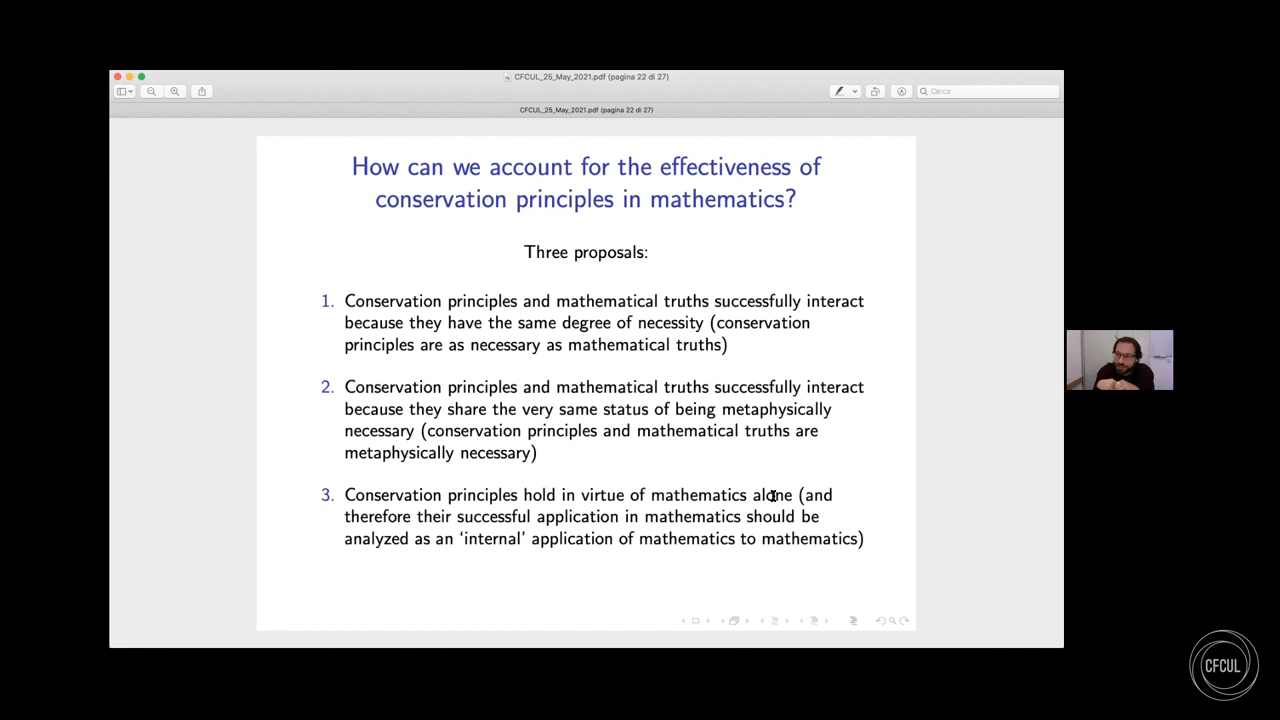 CFCUL_25_May_2021.pdf (pagina 22 di 27)
Cerca
CFCUL_25_May_2021.pdf (pagina 22 di 27)
How can we account for the effectiveness of
conservation principles in mathematics?
Three proposals:
1. Conservation principles and mathematical truths successfully interact
because they have the same degree of necessity (conservation
principles are as necessary as mathematical truths)
2. Conservation principles and mathematical truths successfully interact
because they share the very same status of being metaphysically
necessary (conservation principles and mathematical truths are
metaphysically necessary)
3. Conservation principles hold in virtue of mathematics alone (and
therefore their successful application in mathematics should be
analyzed as an ‘internal’ application of mathematics to mathematics)
CFCUL